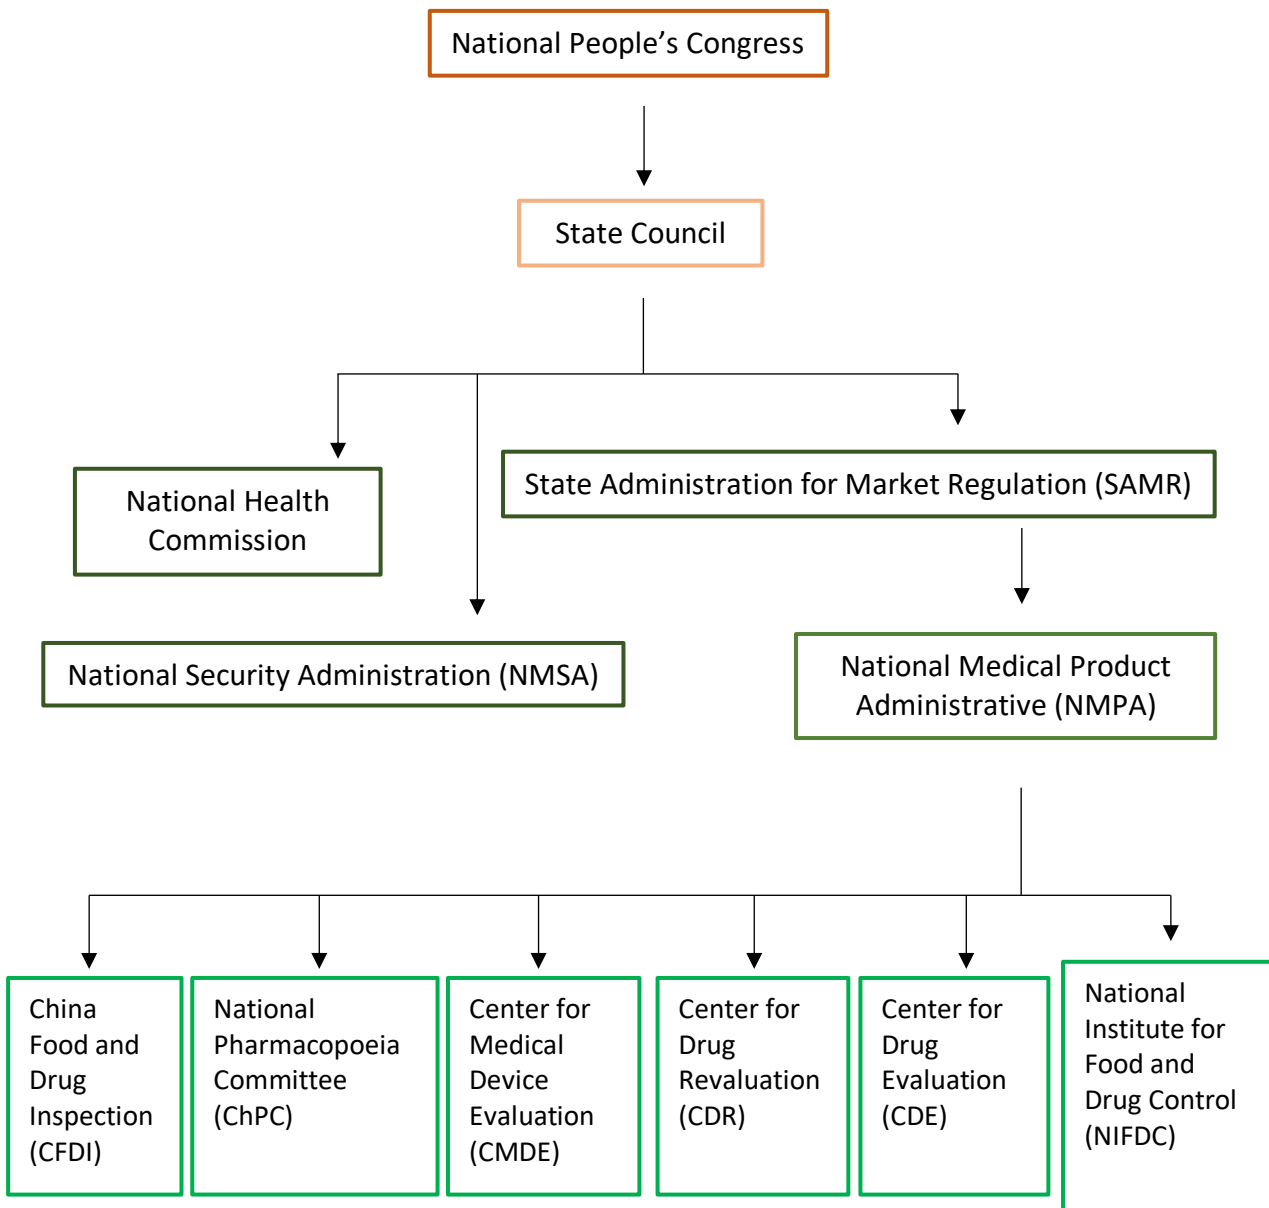 National People’s Congress
State Council
National Health
Commission
State Administration for Market Regulation (SAMR)
National Security Administration (NMSA)
National Medical Product
Administrative (NMPA)
China
Food and
Drug
Inspection
(CFDI)
National
Pharmacopoeia
Committee
(ChPC)
Center for
Medical
Device
Evaluation
(CMDE)
Center for
Drug
Revaluation
(CDR)
Center for
Drug
Evaluation
(CDE)
National
Institute for
Food and
Drug Control
(NIFDC)